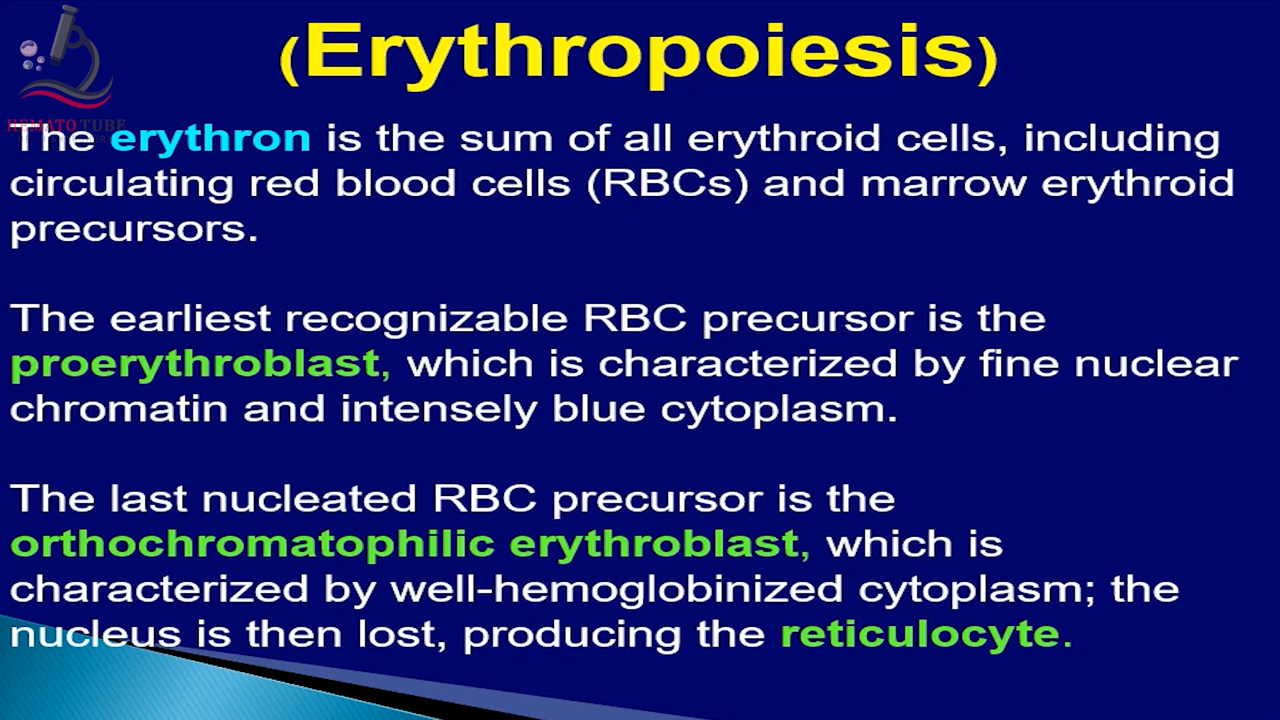 (Erythropoiesis)
HEMATO TUBE
The erythron is the sum of all erythroid cells, including
circulating red blood cells (RBCs) and marrow erythroid
precursors.
The earliest recognizable RBC precursor is the
proerythroblast, which is characterized by fine nuclear
chromatin and intensely blue cytoplasm.
The last nucleated RBC precursor is the
orthochromatophilic erythroblast, which is
characterized by well-hemoglobinized cytoplasm; the
nucleus is then lost, producing the reticulocyte.